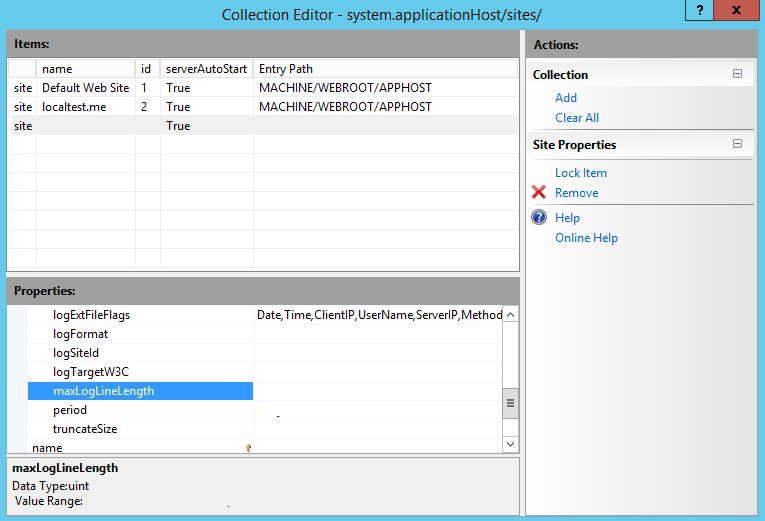 Collection Editor - system.applicationHost/sites/
? x
Items:
name id serverAutoStart Entry Path
site Default Web Site 1 True MACHINE/WEBROOT/APPHOST
site localtest.me 2 True MACHINE/WEBROOT/APPHOST
site True
Properties:
logExtFileFlags Date,Time,ClientIP,UserName,ServerIP,Method
logFormat
logSiteId
logTargetW3C
maxLogLineLength
period
truncateSize
name
maxLogLineLength
Data Type:uint
Value Range:
Actions:
Collection
Add
Clear All
Site Properties
Lock Item
Remove
? Help
Online Help